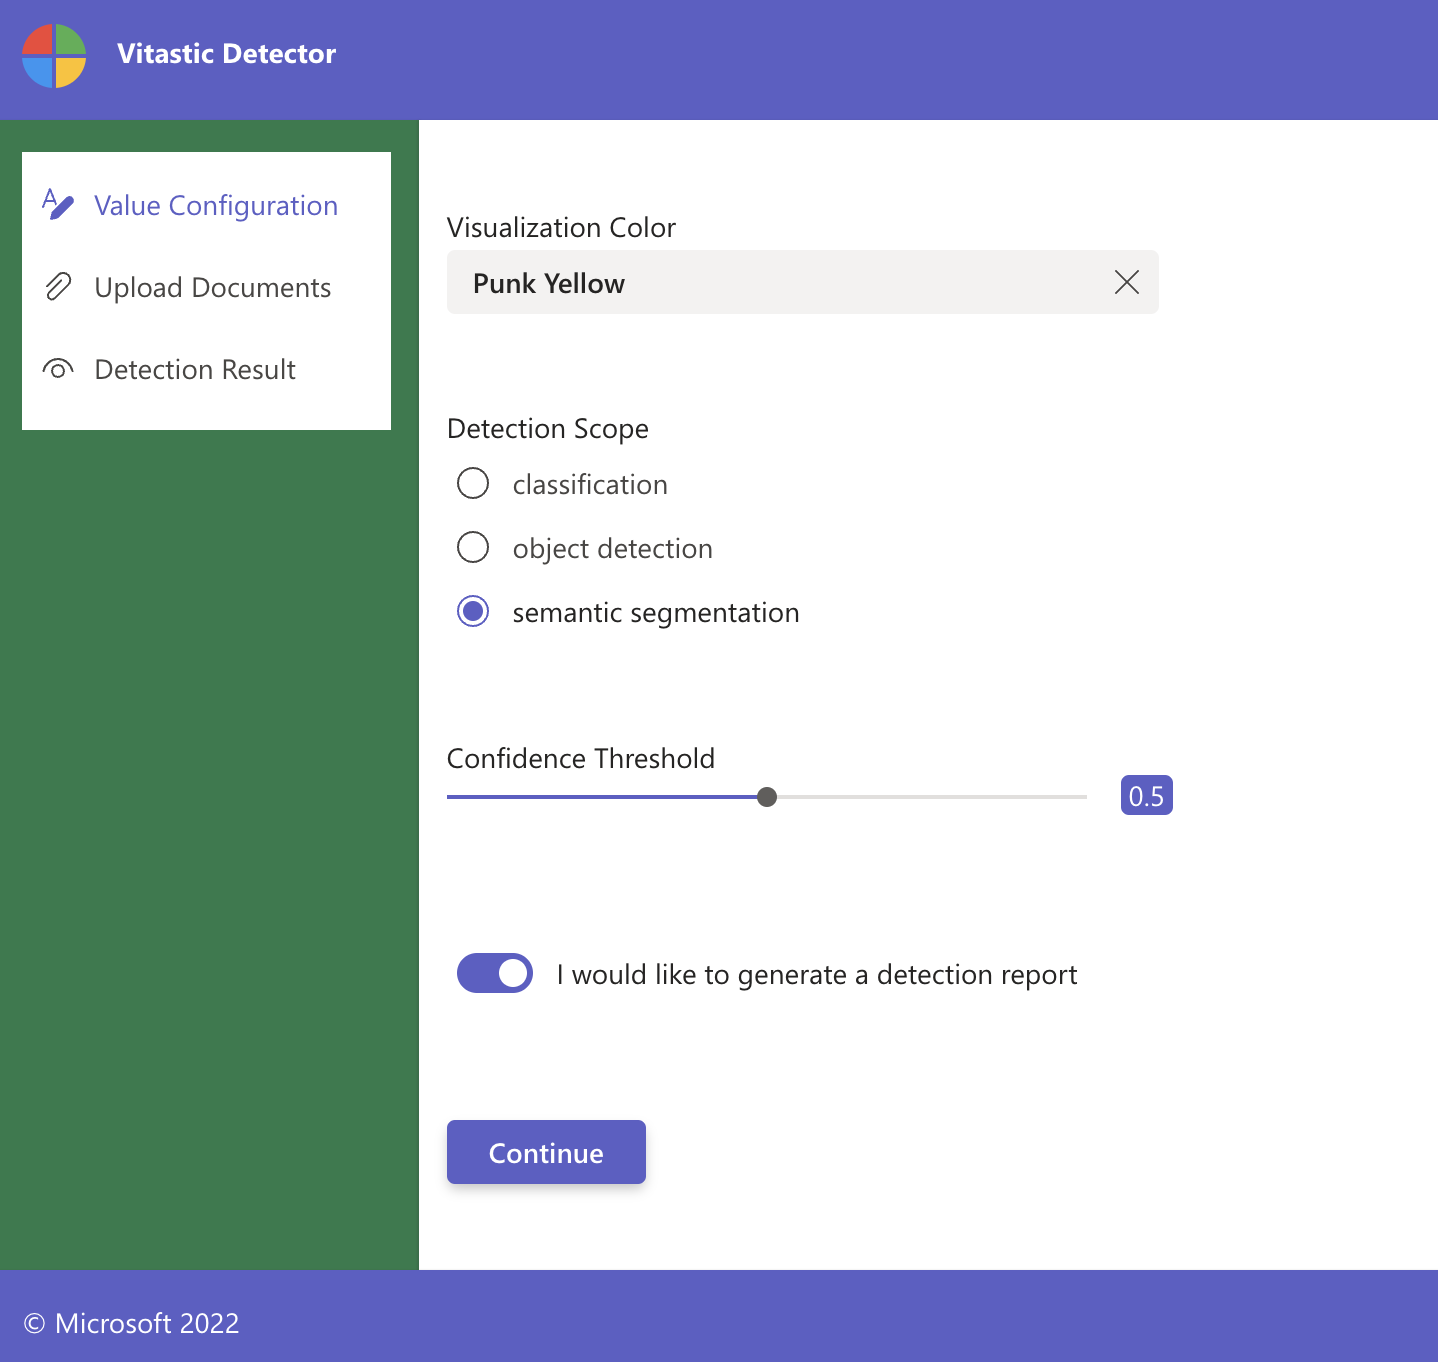 Vitastic Detector
Value Configuration
Upload Documents
Detection Result
Visualization Color
Punk Yellow
Detection Scope
classification
object detection
semantic segmentation
Confidence Threshold
0.5
I would like to generate a detection report
Continue
© Microsoft 2022